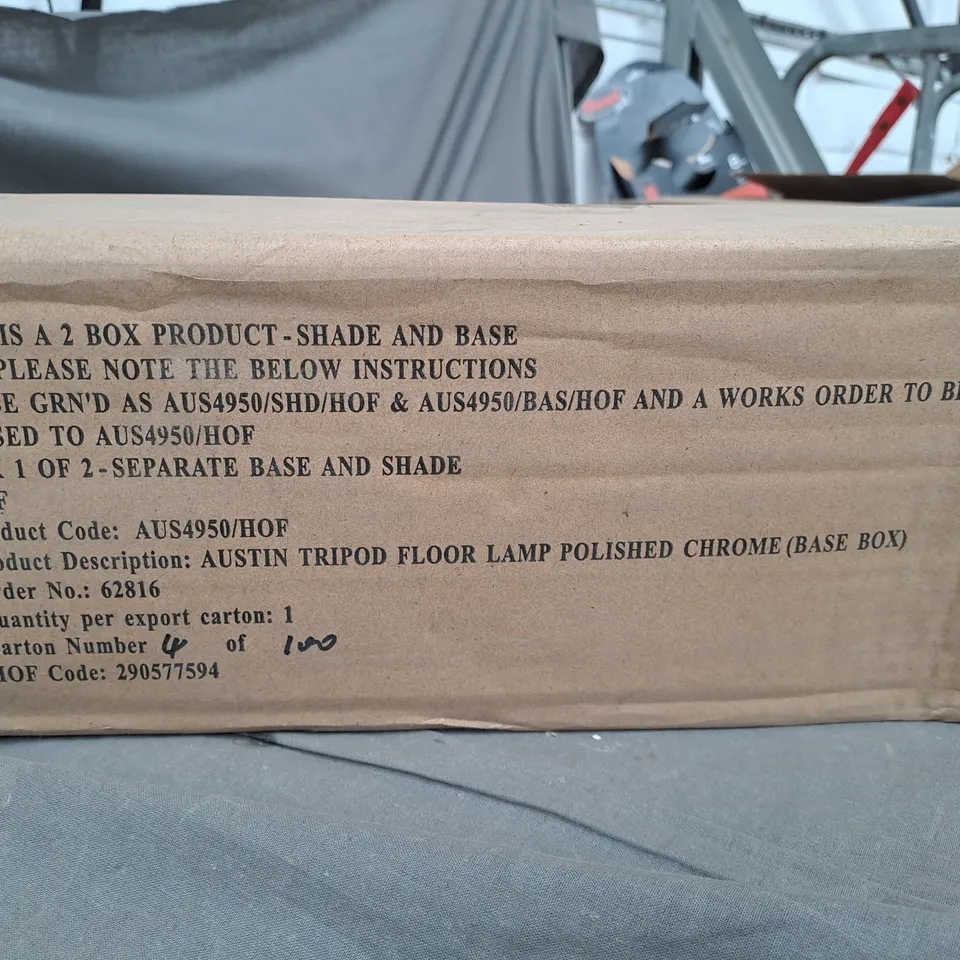 IS A 2 BOX PRODUCT-SHADE AND BASE
PLEASE NOTE THE BELOW INSTRUCTIONS
SE GRN'D AS AUS4950/SHD/HOF & AUS4950/BAS/HOF AND A WORKS ORDER TO BE
SED TO AUS4950/HOF
1 OF 2-SEPARATE BASE AND SHADE
F
duct Code: AUS4950/HOF
oduct Description: AUSTIN TRIPOD FLOOR LAMP POLISHED CHROME (BASE BOX)
der No.: 62816
uantity per export carton: 1
arton Number 4 of 100
HOF Code: 290577594